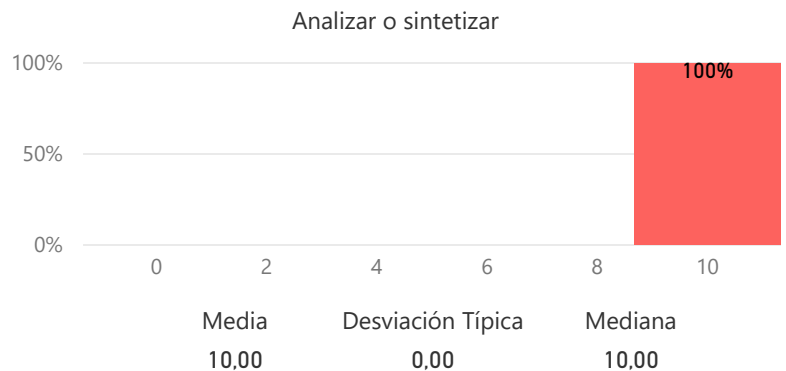 Analizar o sintetizar
100%
100%
50%
0%
0 2 4 6 8 10
Media Desviación Típica Mediana
10,00 0,00 10,00